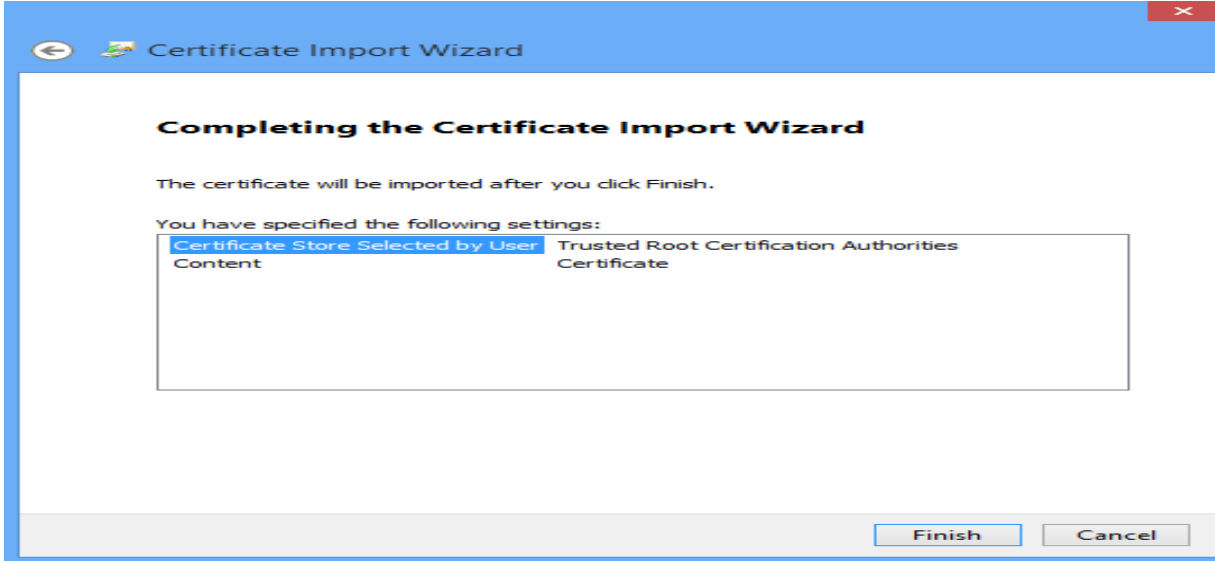 Certificate Import Wizard
Completing the Certificate Import Wizard
The certificate will be imported after you click Finish.
You have specified the following settings:
Certificate Store Selected by User Trusted Root Certification Authorities
Content Certificate
Finish Cancel